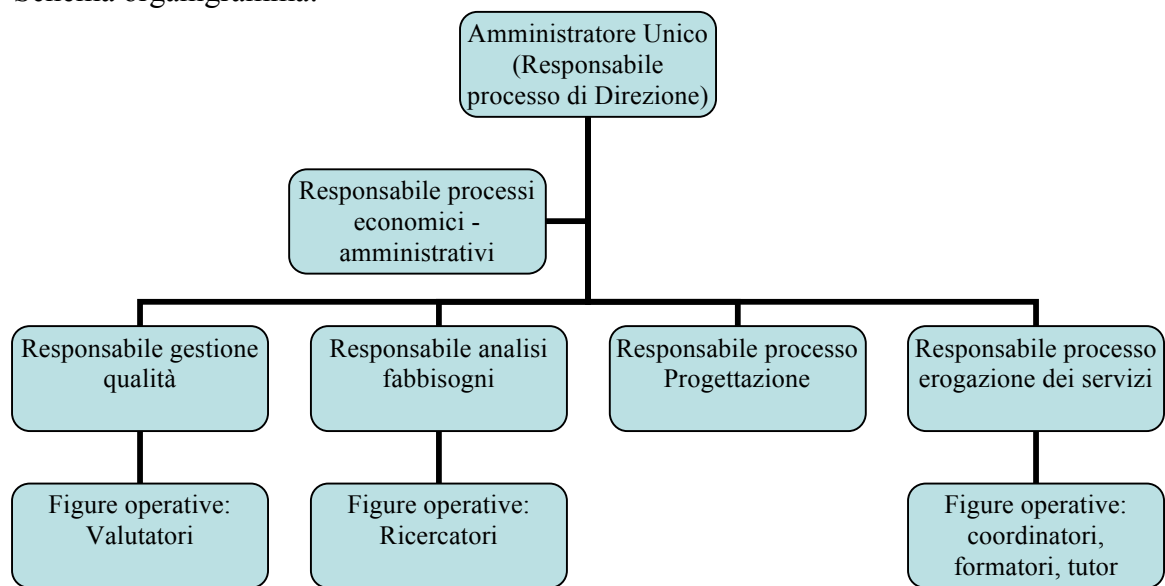 Schema organigramma:
Amministratore Unico
(Responsabile
processo di Direzione)
Responsabile processi
economici -
amministrativi
Responsabile gestione
qualità
Responsabile analisi
fabbisogni
Responsabile processo
Progettazione
Responsabile processo
erogazione dei servizi
Figure operative:
Valutatori
Figure operative:
Ricercatori
Figure operative:
coordinatori,
formatori, tutor